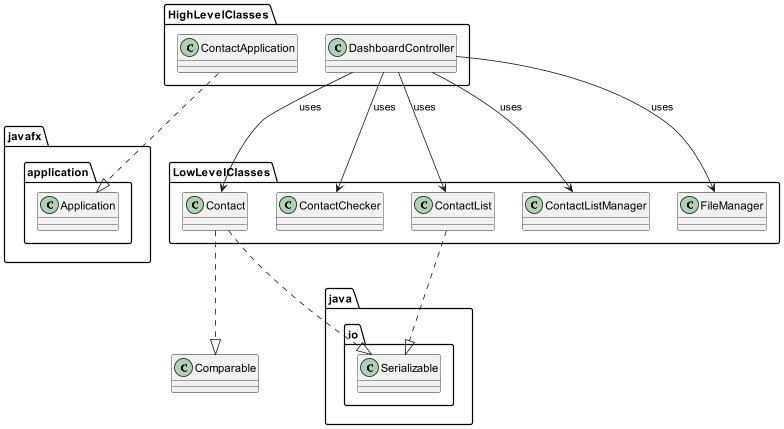 HighLevelClasses
C ContactApplication
C DashboardController
uses
uses
uses
uses
uses
javafx
application
C Application
LowLevelClasses
C Contact
C ContactChecker
C ContactList
C ContactListManager
C FileManager
java
io
C Comparable
C Serializable